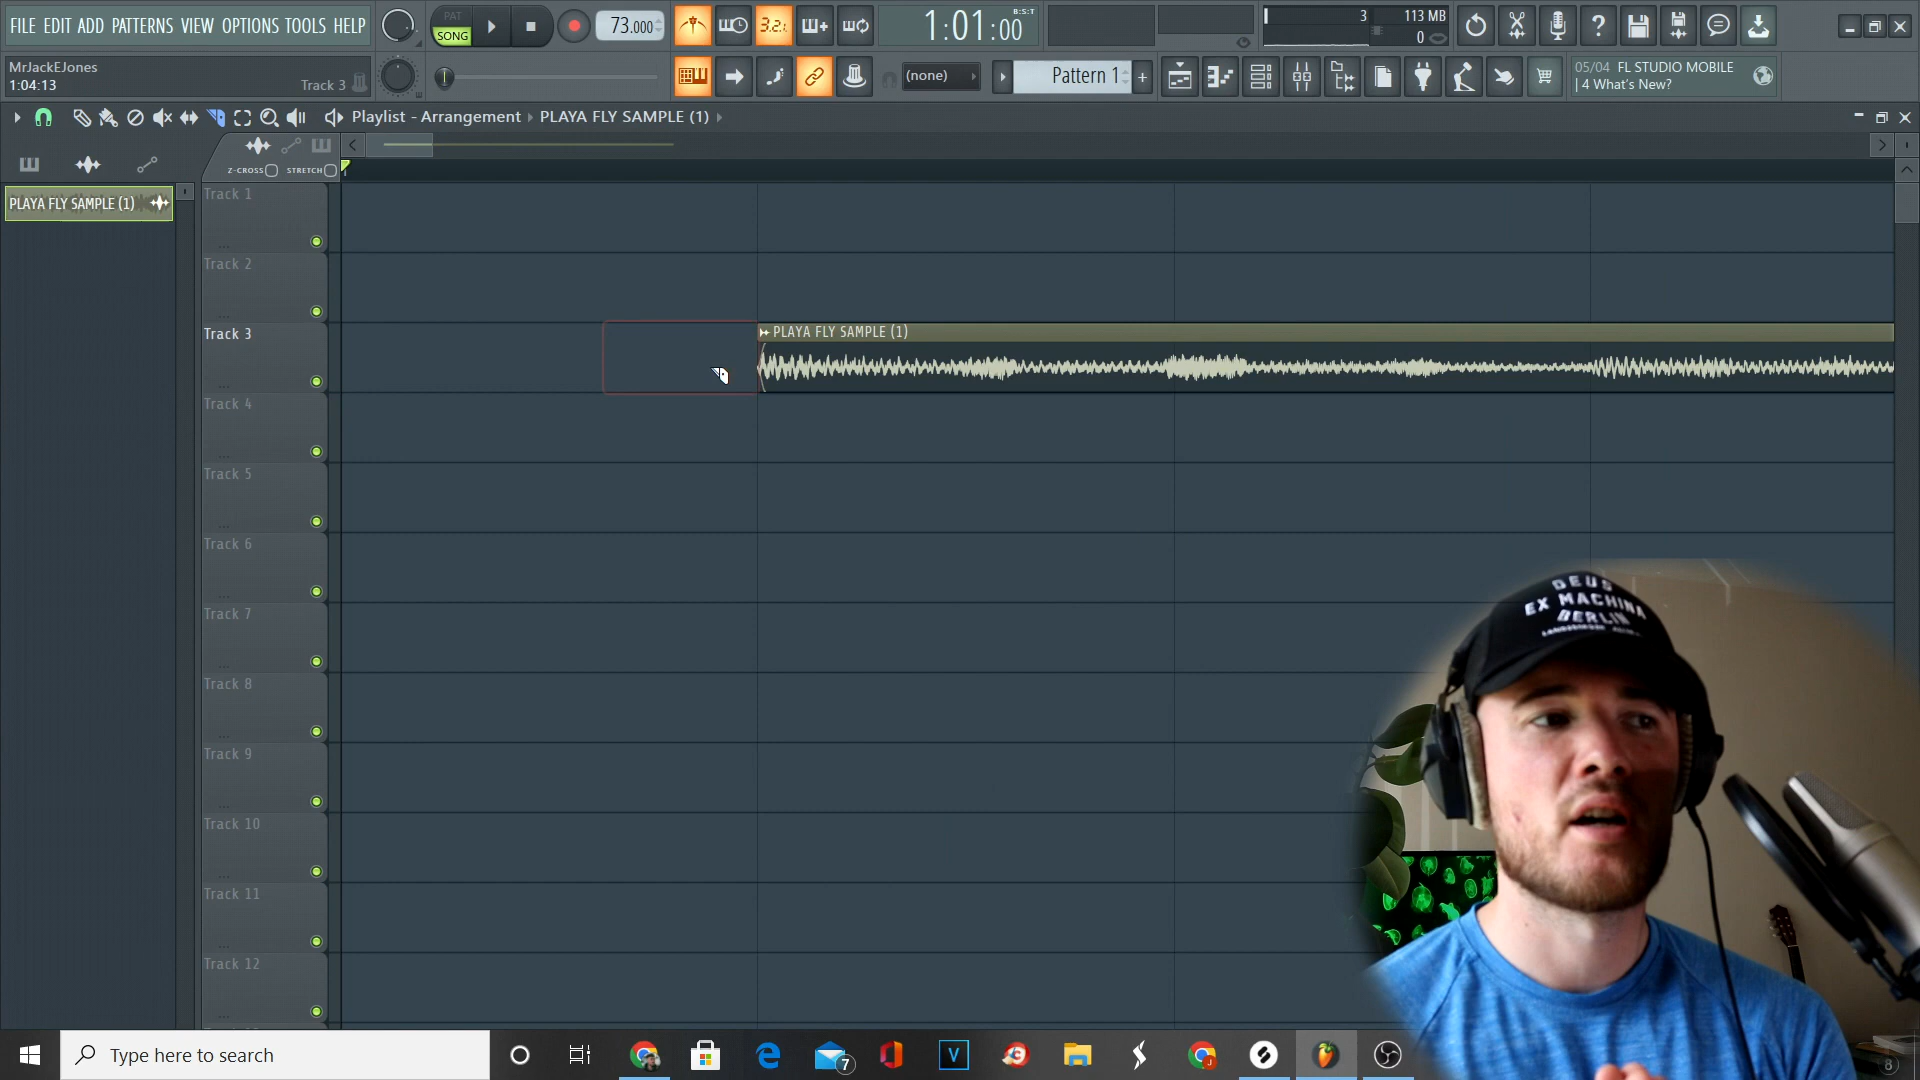 FILE EDIT ADD PATTERNS VIEW OPTIONS TOOLS HELP
PAT
SONG
73.000
3.2.
1:01:00
B:S:T
3
113 MB
0
MrJackEJones
1:04:13
Track 3
(none)
Pattern 1
+
05/04 FL STUDIO MOBILE
| 4 What's New?
Playlist - Arrangement ▸ PLAYA FLY SAMPLE (1) ▸
Z-CROSS
STRETCH
PLAYA FLY SAMPLE (1)
Track 1
Track 2
Track 3
PLAYA FLY SAMPLE (1)
Track 4
Track 5
Track 6
Track 7
Track 8
Track 9
Track 10
Track 11
Track 12
DEUS
EX MACHINA
BERLIN
Type here to search
7
V
J
8